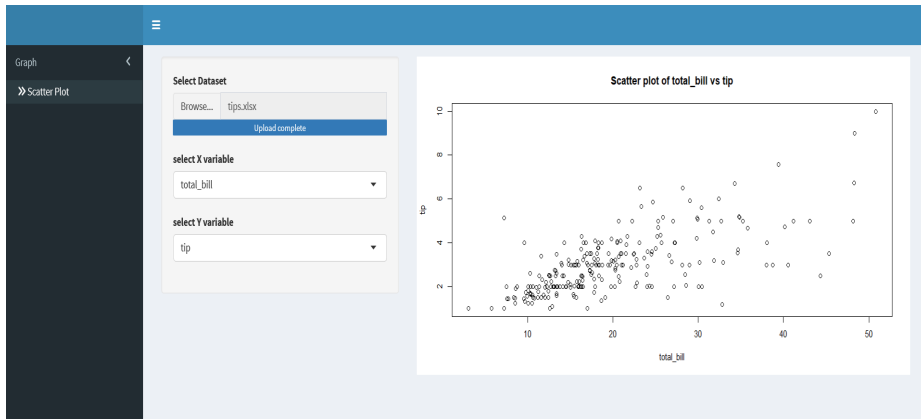 Graph
Scatter Plot
Select Dataset
Browse... tips.xlsx
Upload complete
select X variable
total_bill
select Y variable
tip
Scatter plot of total_bill vs tip
tip
10
8
6
4
2
10 20 30 40 50
total_bill